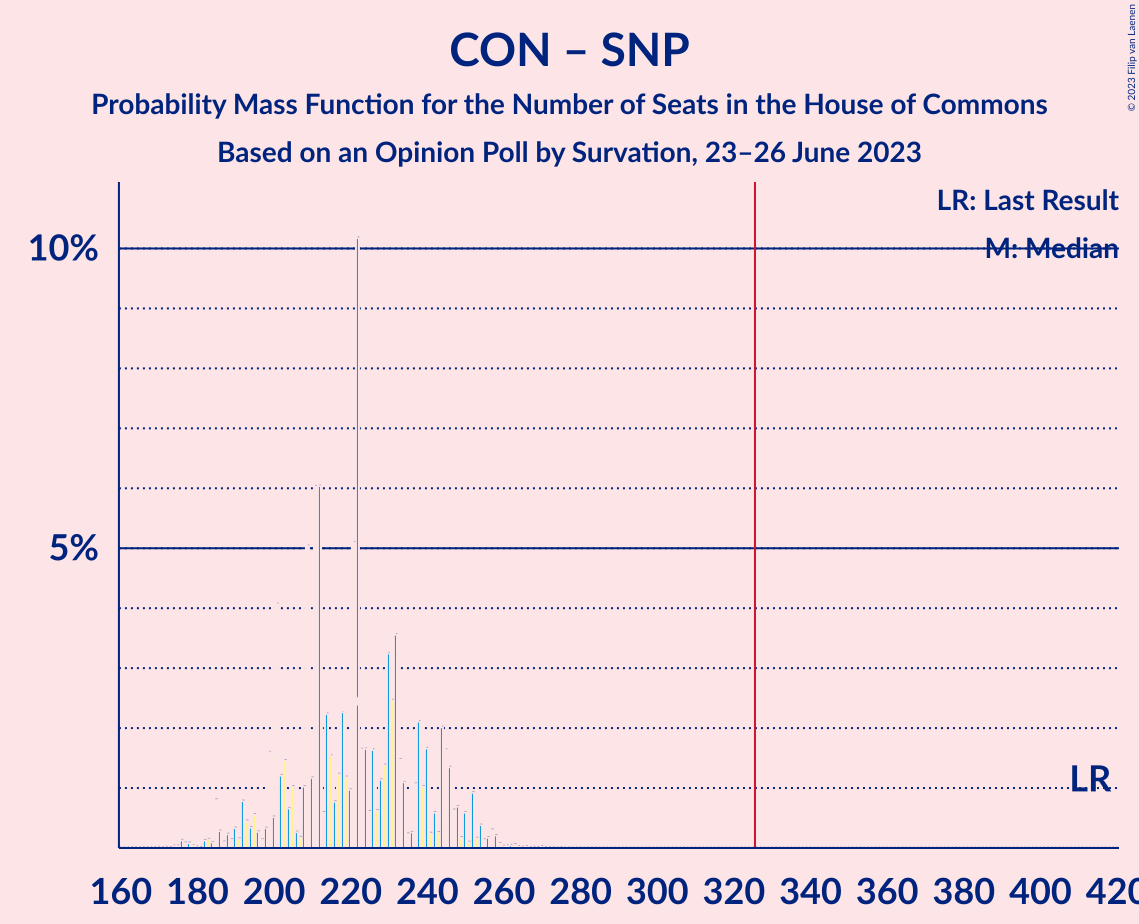 CON – SNP
Probability Mass Function for the Number of Seats in the House of Commons
Based on an Opinion Poll by Survation, 23–26 June 2023
© 2023 Filip van Laenen
LR: Last Result
M: Median
10%
5%
LR
160 180 200 220 240 260 280 300 320 340 360 380 400 420